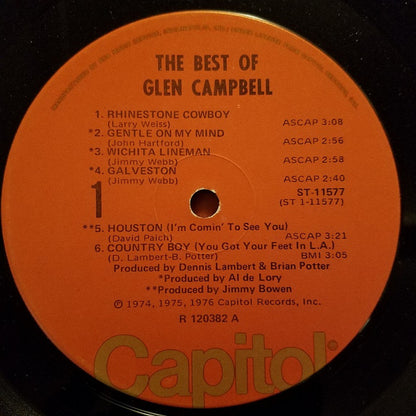 THE BEST OF
GLEN CAMPBELL
1. RHINESTONE COWBOY
(Larry Weiss) ASCAP 3:08
*2. GENTLE ON MY MIND
(John Hartford) ASCAP 2:56
*3. WICHITA LINEMAN
(Jimmy Webb) ASCAP 2:58
*4. GALVESTON
(Jimmy Webb) ASCAP 2:40
1
ST-11577
(ST 1-11577)
**5. HOUSTON (I'm Comin' To See You)
(David Paich) ASCAP 3:21
6. COUNTRY BOY (You Got Your Feet In L.A.)
(D. Lambert-B. Potter) BMI 3:05
Produced by Dennis Lambert & Brian Potter
*Produced by Al de Lory
**Produced by Jimmy Bowen
℗ 1974, 1975, 1976 Capitol Records, Inc.
R 120382 A
Capitol®